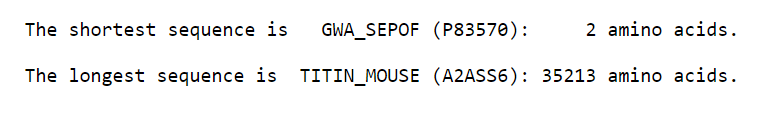 The shortest sequence is   GWA_SEPOF (P83570):     2 amino acids.
The longest sequence is  TITIN_MOUSE (A2ASS6): 35213 amino acids.